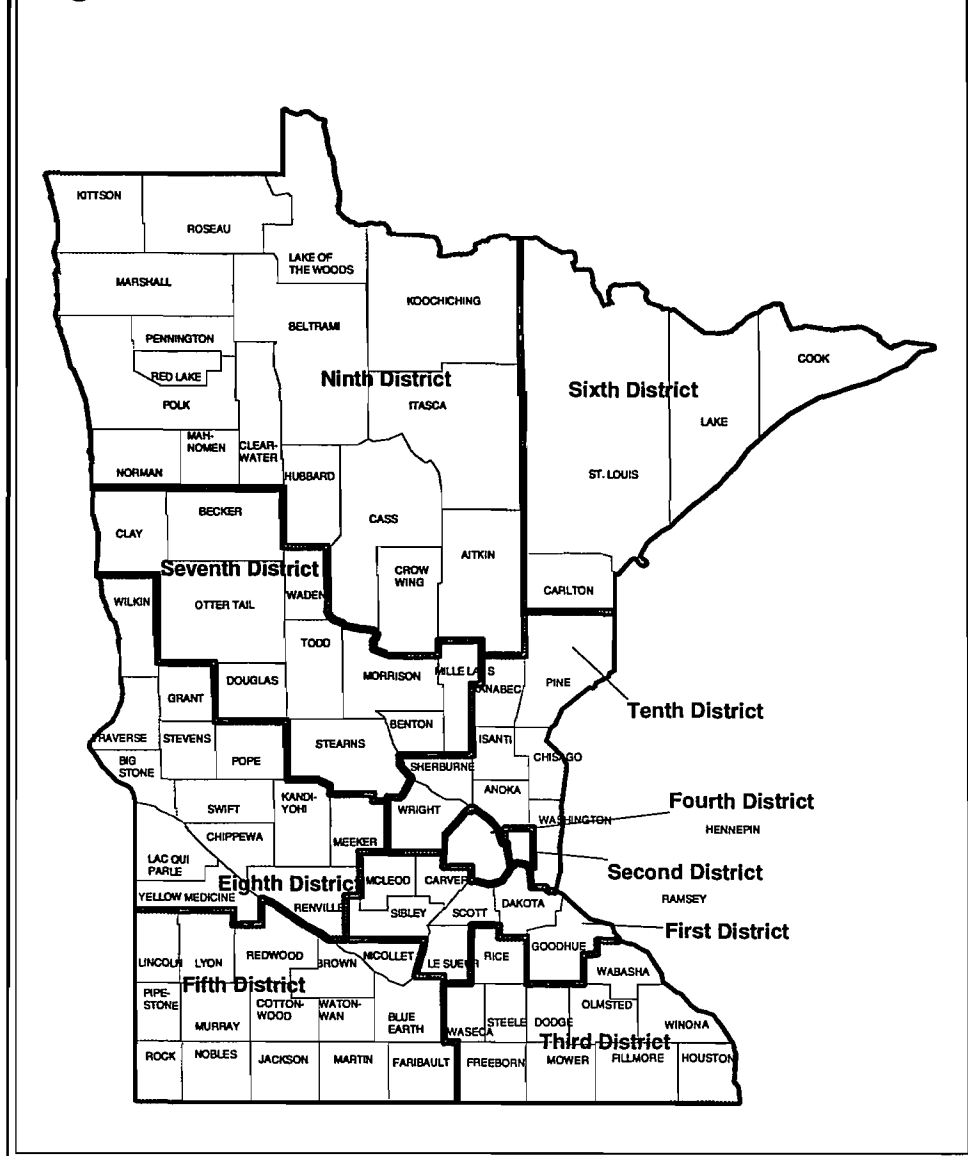 KITTSON
ROSEAU
LAKE OF
THE WOODS
MARSHALL
KOOCHICHING
BELTRAMI
PENNINGTON
COOK
RED LAKE
Ninth District
Sixth District
POLK
ITASCA
LAKE
MAH-
NOMEN
CLEAR-
WATER
NORMAN
HUBBARD
ST. LOUIS
BECKER
CASS
CLAY
AITKIN
Seventh District
CROW
WING
CARLTON
WILKIN
OTTER TAIL
WADEN
TODD
MORRISON
MILLE LA S
PINE
DOUGLAS
KANABEC
GRANT
Tenth District
BENTON
TRAVERSE
STEVENS
STEARNS
ISANTI
POPE
BIG
STONE
CHISAGO
SHERBURNE
ANOKA
KANDI-
YOHI
SWIFT
WRIGHT
Fourth District
WASHINGTON
HENNEPIN
CHIPPEWA
MEEKER
LAC QUI
PARLE
Second District
Eighth District
MCLEOD
CARVER
YELLOW MEDICINE
RAMSEY
RENVILLE
DAKOTA
SIBLEY
SCOTT
First District
GOODHUE
LINCOLN
LYON
REDWOOD
BROWN
NICOLLET
LE SUEUR
RICE
WABASHA
Fifth District
PIPE-
STONE
COTTON-
WOOD
WATON-
WAN
OLMSTED
MURRAY
BLUE
EARTH
WASECA
STEELE
DODGE
WINONA
Third District
ROCK
NOBLES
JACKSON
MARTIN
FARIBAULT
FREEBORN
MOWER
FILLMORE
HOUSTON